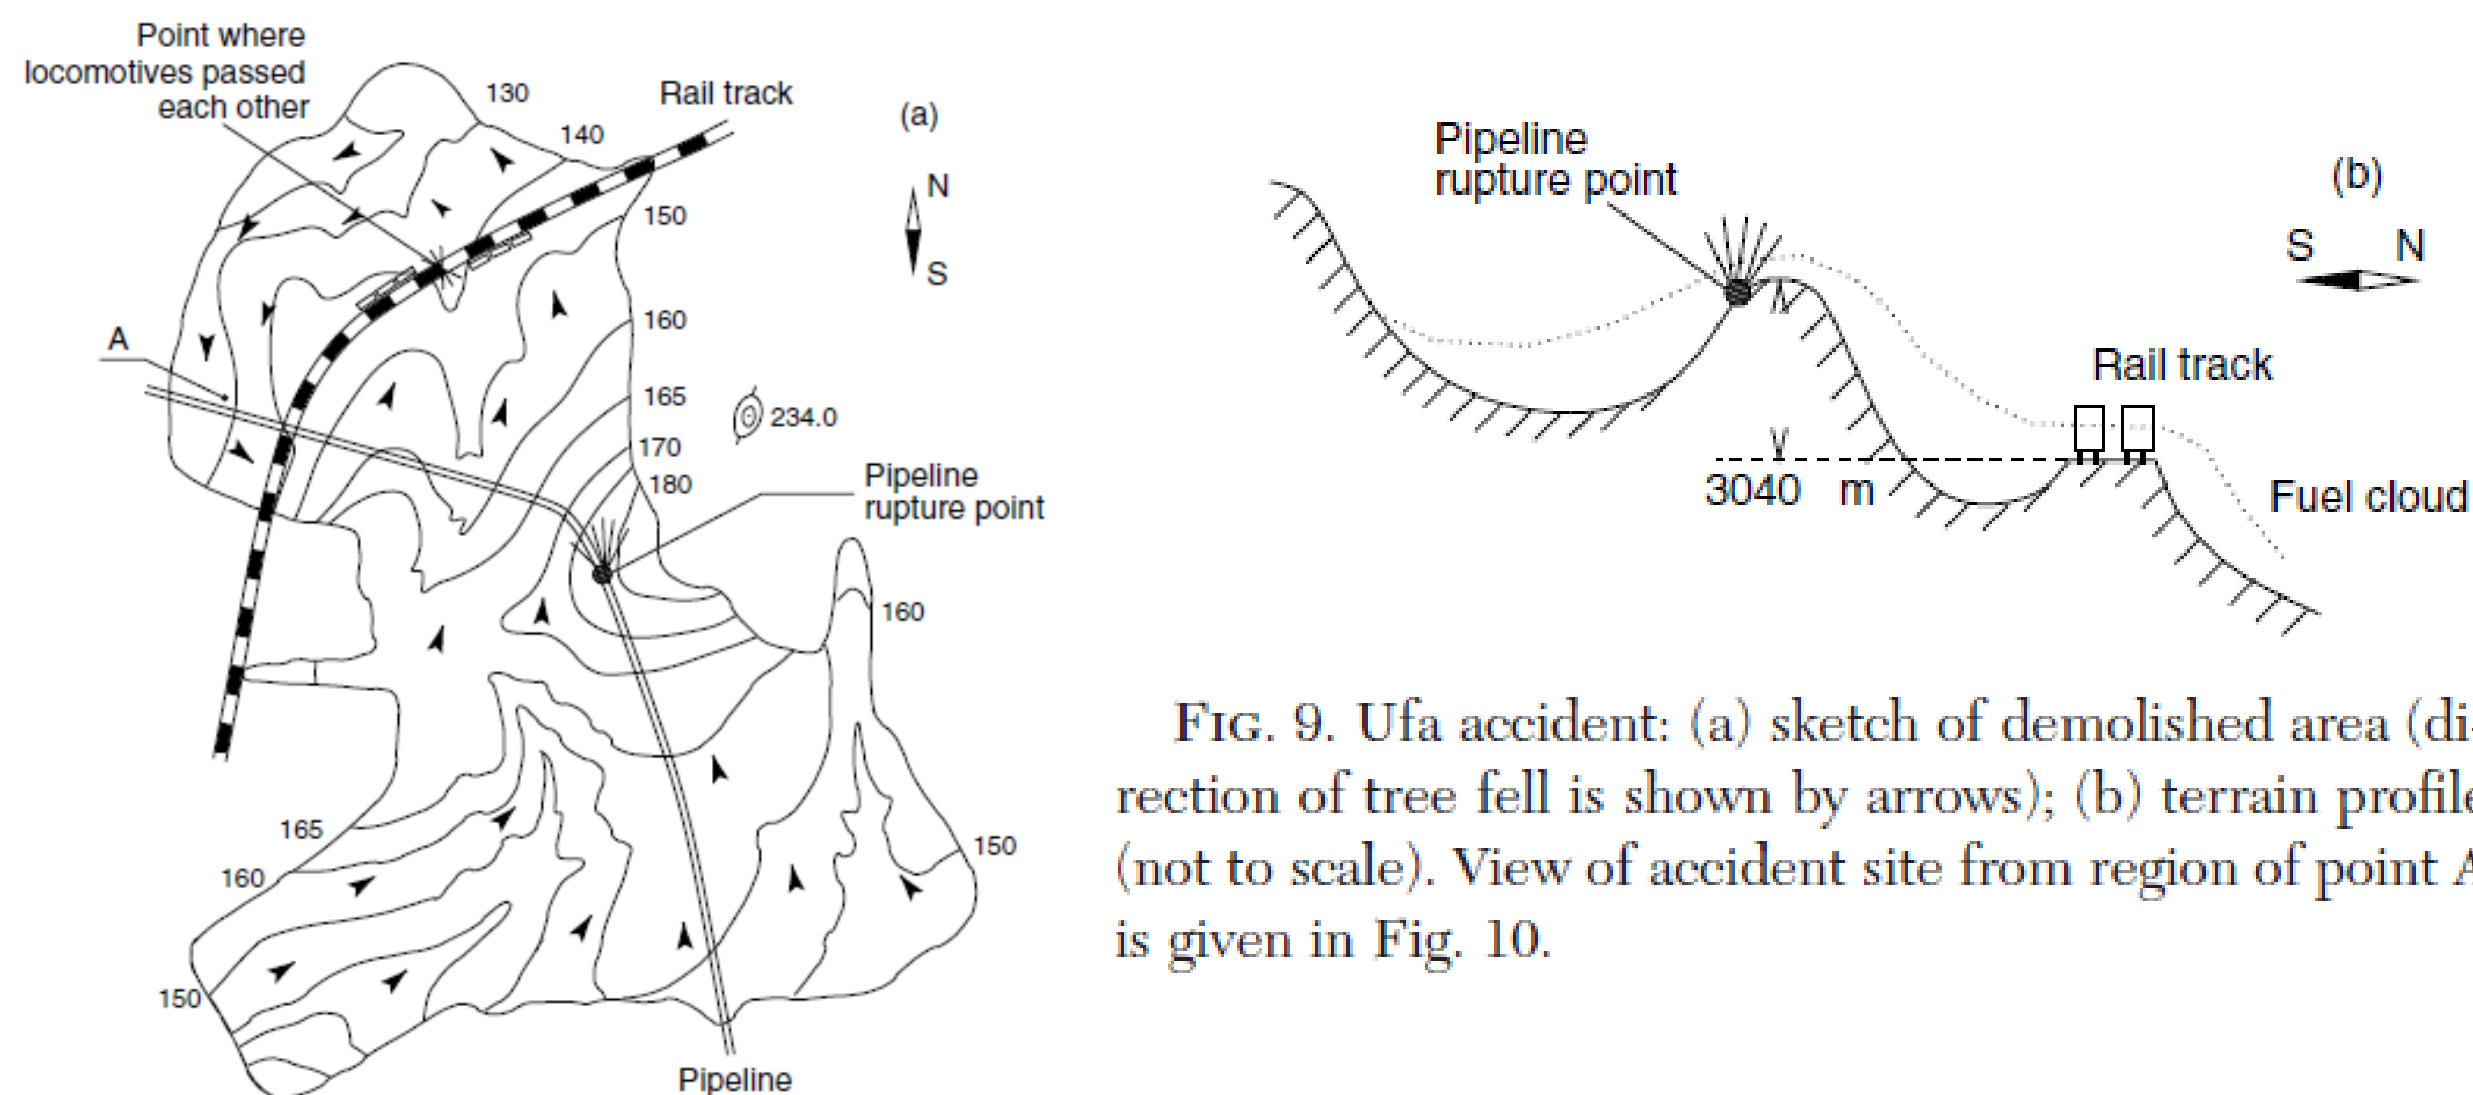 Point where
locomotives passed
each other
130
Rail track
140
(a)
N
S
150
160
A
165
234.0
170
180
Pipeline
rupture point
160
165
160
150
150
Pipeline
Pipeline
rupture point
(b)
S N
Rail track
3040 m
Fuel cloud
FIG. 9. Ufa accident: (a) sketch of demolished area (di-
rection of tree fell is shown by arrows); (b) terrain profile
(not to scale). View of accident site from region of point A
is given in Fig. 10.